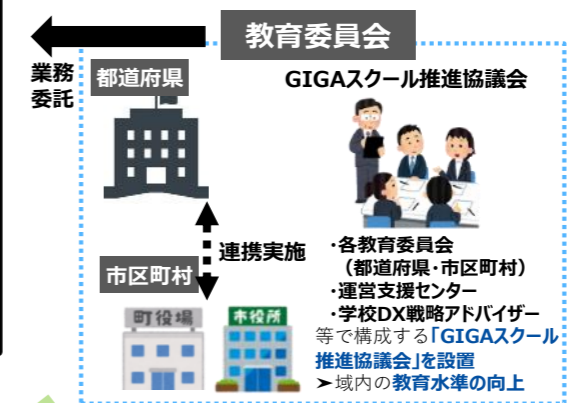 教育委員会
業務
委託
都道府県
GIGAスクール推進協議会
連携実施
市区町村
町役場
市役所
・各教育委員会
（都道府県・市区町村）
・運営支援センター
・学校DX戦略アドバイザー
等で構成する「GIGAスクール
推進協議会」を設置
➤域内の教育水準の向上